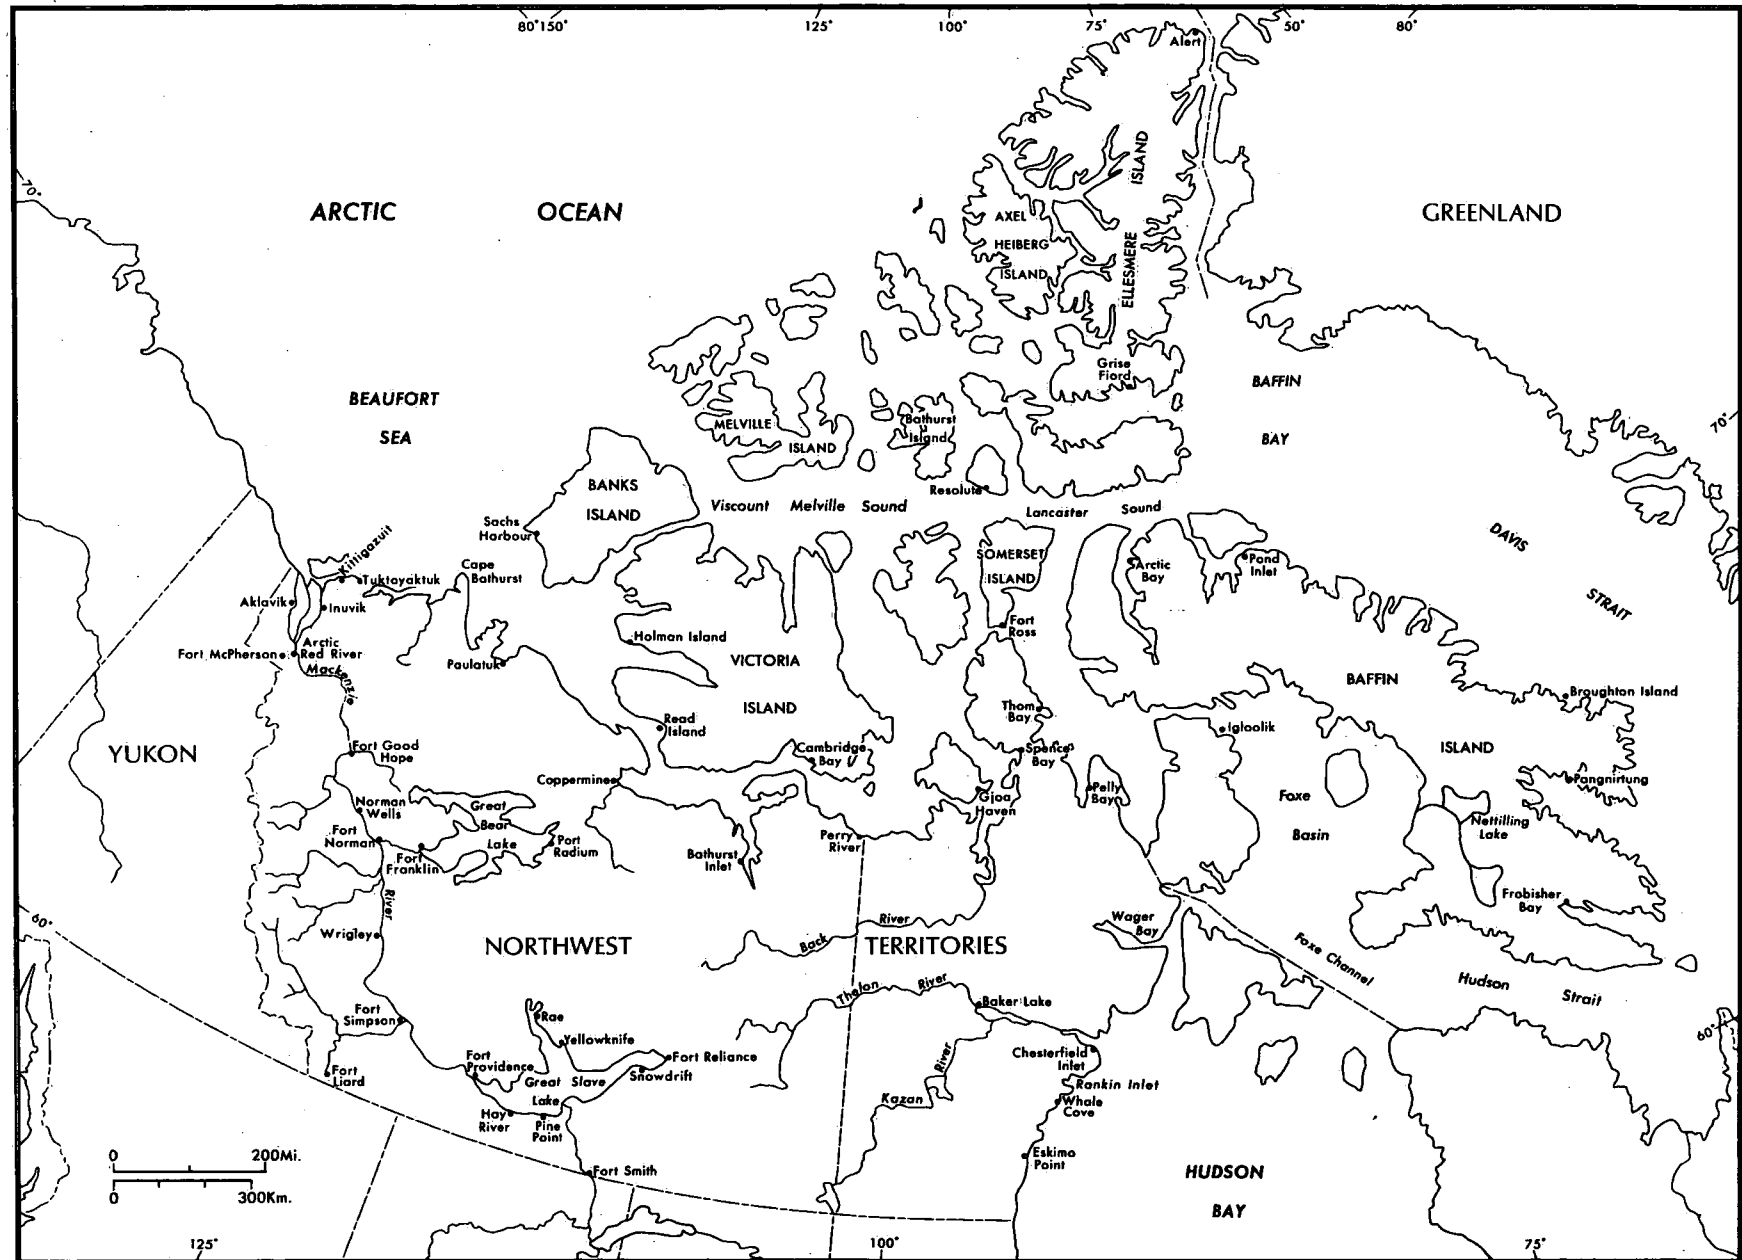 80° 150°
125°
100°
75°
50°
80°
Alert
70°
ARCTIC OCEAN
GREENLAND
AXEL
HEIBERG
ISLAND
ELLESMERE ISLAND
Grise
Fiord
BEAUFORT
SEA
BAFFIN
BAY
70°
MELVILLE
ISLAND
Bathurst
Island
Resolute
BANKS
ISLAND
Sachs
Harbour
Viscount Melville Sound
Lancaster Sound
DAVIS
STRAIT
SOMERSET
ISLAND
Arctic
Bay
Pond
Inlet
Kittigazuit
Tuktoyaktuk
Cape
Bathurst
Aklavik
Inuvik
Fort McPherson
Arctic
Red River
Mackenzie
Paulatuk
Holman Island
Fort
Ross
VICTORIA
ISLAND
BAFFIN
ISLAND
Broughton Island
Thom
Bay
Read
Island
Igloolik
YUKON
Fort Good
Hope
Cambridge
Bay
Spence
Bay
Pangnirtung
Coppermine
Pelly
Bay
Gjoa
Haven
Foxe
Basin
Norman
Wells
Great
Bear
Lake
Fort
Norman
Fort
Franklin
Port
Radium
Bathurst
Inlet
Perry
River
Nettilling
Lake
Frobisher
Bay
River
60°
Wrigley
NORTHWEST TERRITORIES
Back River
Wager
Bay
Foxe Channel
Hudson Strait
Thelon River
Baker Lake
Fort
Simpson
Rae
Yellowknife
60°
Fort
Liard
Fort
Providence
Great Slave
Lake
Fort Reliance
Snowdrift
Kazan River
Chesterfield
Inlet
Rankin Inlet
Whale
Cove
Hay
River
Pine
Point
Fort Smith
Eskimo
Point
HUDSON
BAY
0 200Mi.
0 300Km.
125°
100°
75°